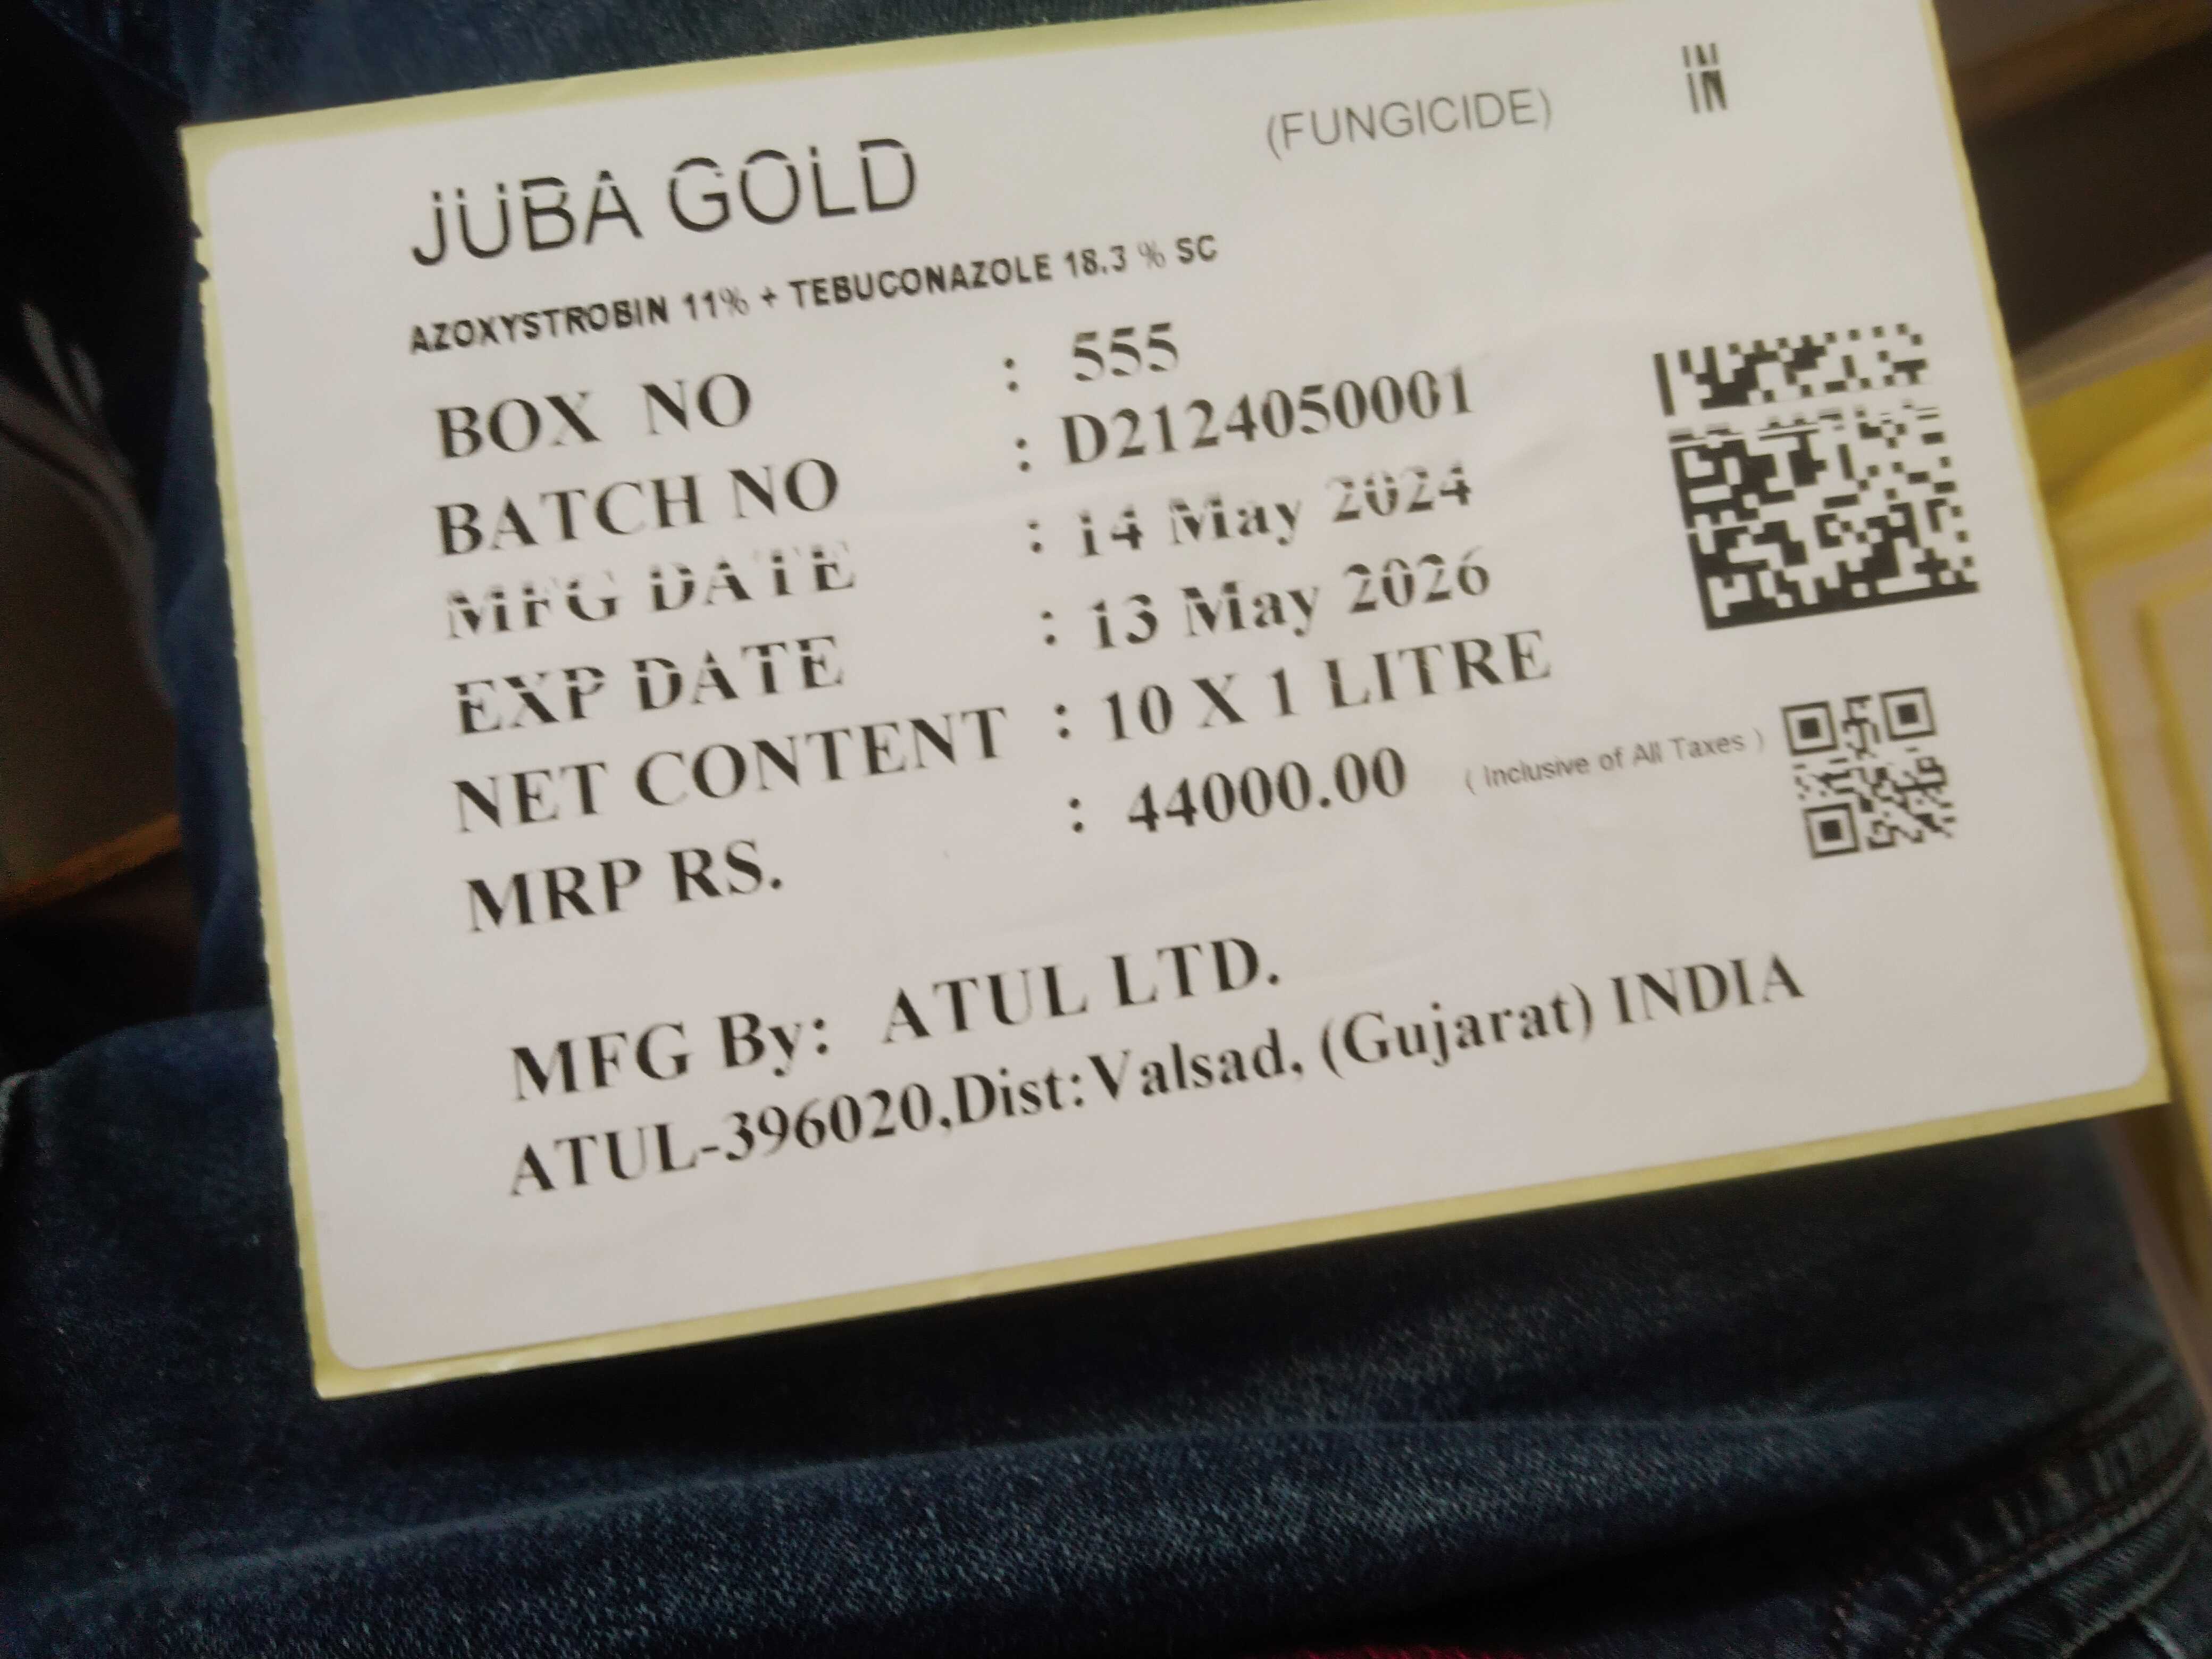 JUBA GOLD (FUNGICIDE) IN
AZOXYSTROBIN 11% + TEBUCONAZOLE 18.3 % SC
BOX NO : 555
BATCH NO : D2124050001
MFG DATE : 14 May 2024
EXP DATE : 13 May 2026
NET CONTENT : 10 X 1 LITRE
MRP RS. : 44000.00 ( Inclusive of All Taxes )
MFG By: ATUL LTD.
ATUL-396020,Dist:Valsad, (Gujarat) INDIA